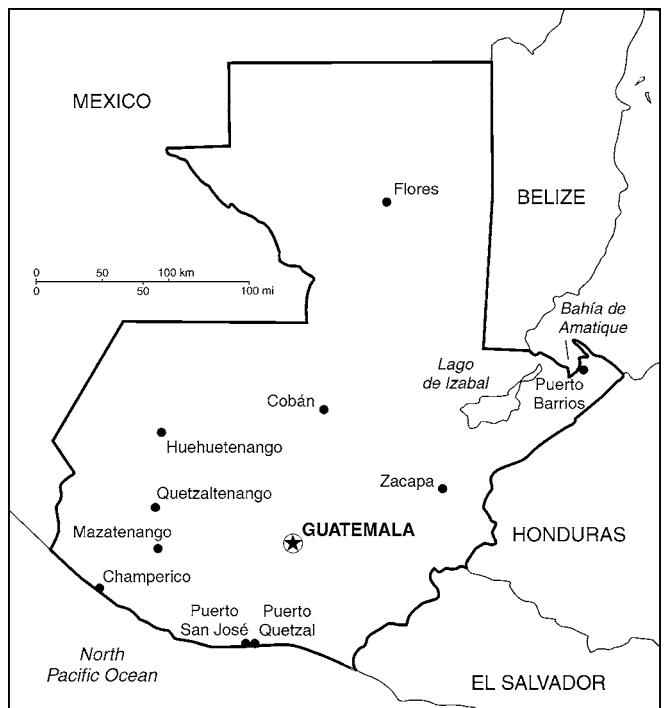 MEXICO
Flores
BELIZE
0 50 100 km
0 50 100 mi
Bahía de
Amatique
Lago
de Izabal
Puerto
Barrios
Cobán
Huehuetenango
Zacapa
Quetzaltenango
GUATEMALA
Mazatenango
HONDURAS
Champerico
Puerto
San José
Puerto
Quetzal
North
Pacific Ocean
EL SALVADOR